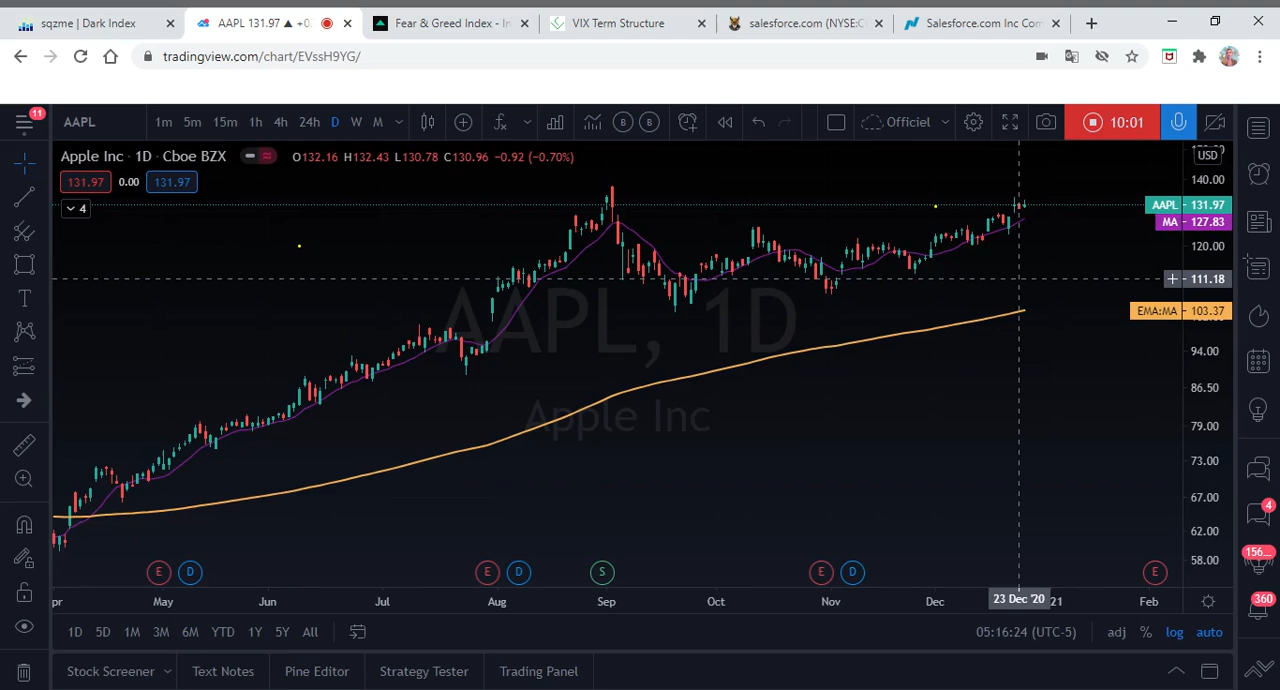 sqzme | Dark Index
AAPL 131.97 ▲ +0.
Fear & Greed Index - In
VIX Term Structure
salesforce.com (NYSE:C
Salesforce.com Inc Com
tradingview.com/chart/EVssH9YG/
11
AAPL
1m 5m 15m 1h 4h 24h D W M
B B
Officiel
10:01
Apple Inc · 1D · Cboe BZX
O132.16 H132.43 L130.78 C130.96 −0.92 (−0.70%)
USD
131.97 0.00 131.97
140.00
4
AAPL 131.97
MA 127.83
120.00
111.18
AAPL, 1D
Apple Inc
EMA:MA 103.37
94.00
86.50
79.00
73.00
67.00
62.00
58.00
E D E D S E D E
May Jun Jul Aug Sep Oct Nov Dec 23 Dec '20 21 Feb
4
156...
360
1D 5D 1M 3M 6M YTD 1Y 5Y All
05:16:24 (UTC-5) adj % log auto
Stock Screener Text Notes Pine Editor Strategy Tester Trading Panel